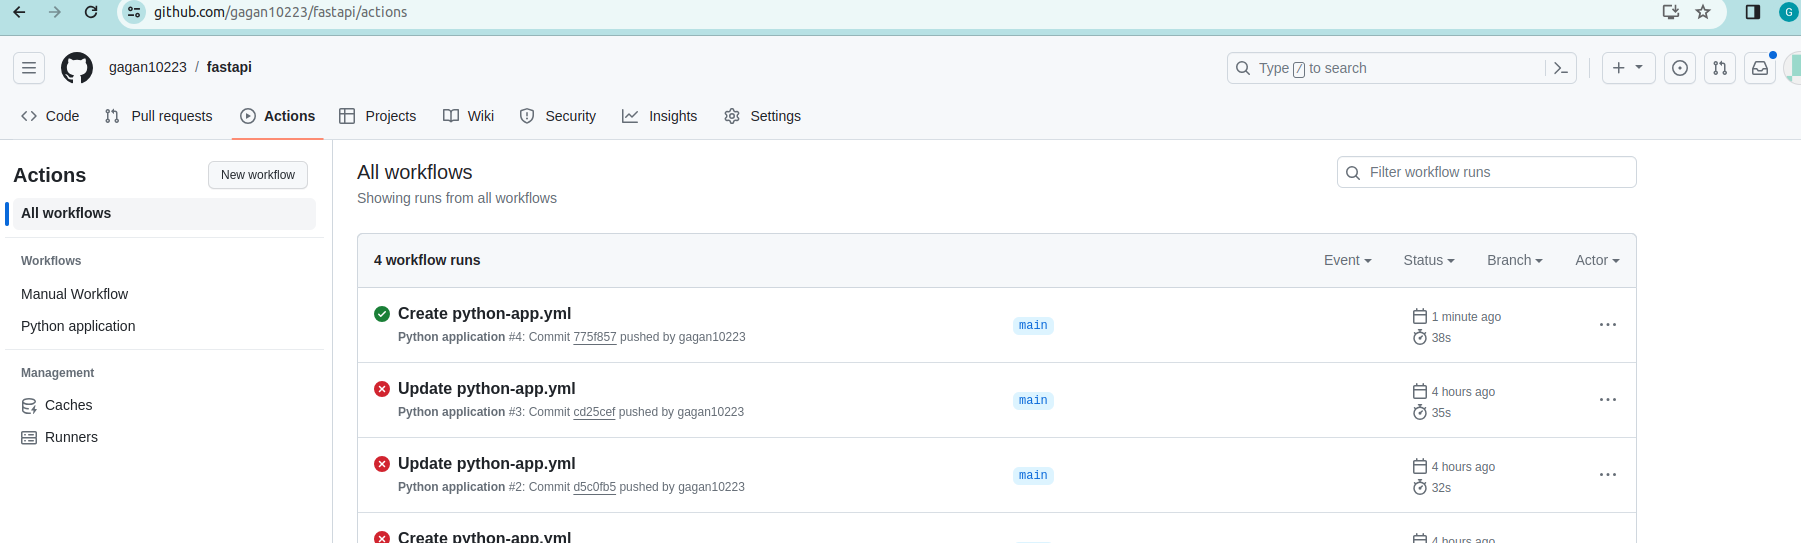 github.com/gagan10223/fastapi/actions
G
gagan10223 / fastapi
Type / to search
Code
Pull requests
Actions
Projects
Wiki
Security
Insights
Settings
Actions
New workflow
All workflows
Workflows
Manual Workflow
Python application
Management
Caches
Runners
All workflows
Showing runs from all workflows
Filter workflow runs
4 workflow runs
Event
Status
Branch
Actor
Create python-app.yml
Python application #4: Commit 775f857 pushed by gagan10223
main
1 minute ago
38s
Update python-app.yml
Python application #3: Commit cd25cef pushed by gagan10223
main
4 hours ago
35s
Update python-app.yml
Python application #2: Commit d5c0fb5 pushed by gagan10223
main
4 hours ago
32s
Create python-app.yml
4 hours ago